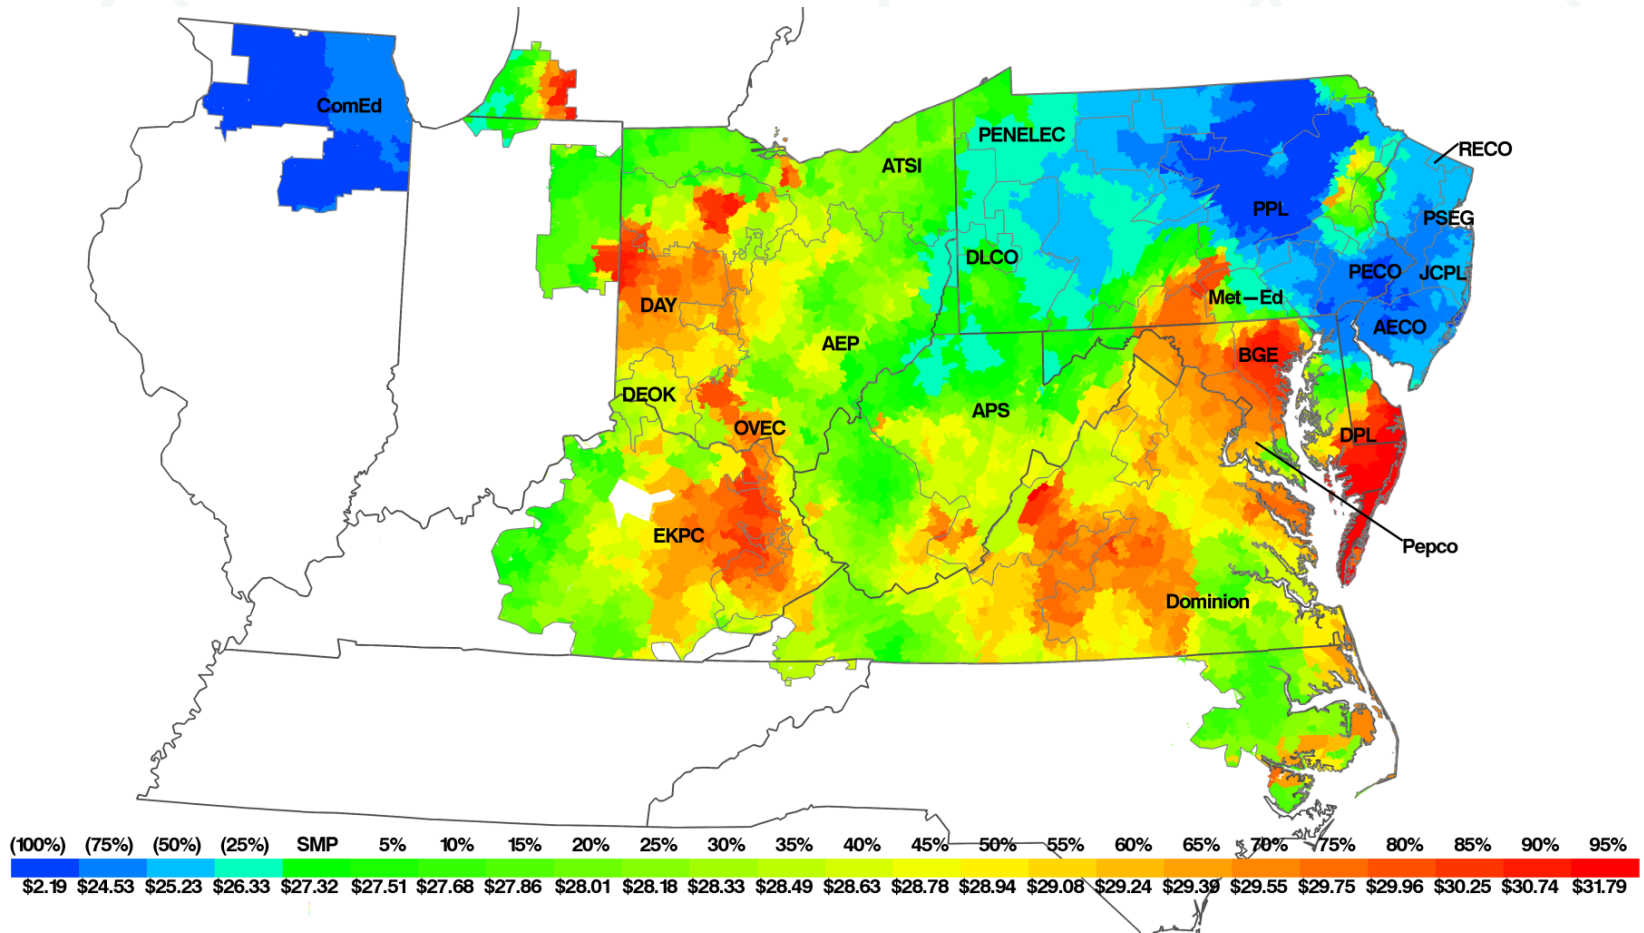 ComEd
ATSI
PENELEC
RECO
PPL
PSEG
DLCO
PECO
JCPL
DAY
Met—Ed
AEP
AECO
BGE
DEOK
APS
OVEC
DPL
EKPC
Pepco
Dominion
(100%) (75%) (50%) (25%) SMP 5% 10% 15% 20% 25% 30% 35% 40% 45% 50% 55% 60% 65% 70% 75% 80% 85% 90% 95%
$2.19 $24.53 $25.23 $26.33 $27.32 $27.51 $27.68 $27.86 $28.01 $28.18 $28.33 $28.49 $28.63 $28.78 $28.94 $29.08 $29.24 $29.39 $29.55 $29.75 $29.96 $30.25 $30.74 $31.79